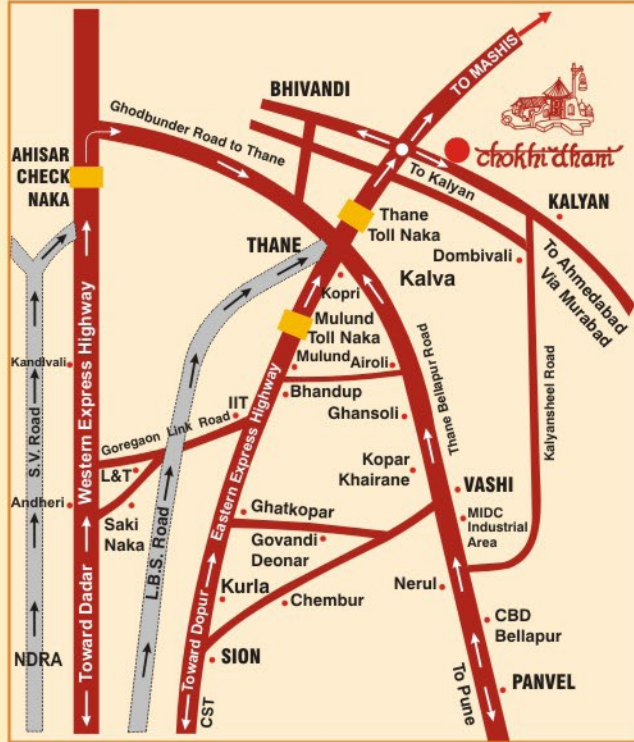 TO MASHIS
BHIVANDI
Ghodbunder Road to Thane
chokhi dhani
AHISAR
CHECK
NAKA
To Kalyan
KALYAN
Thane
Toll Naka
THANE
Dombivali
To Ahmedabad
Via Murabad
Kalva
Kopri
Mulund
Toll Naka
Kandivali
Mulund
Airoli
Thane Bellapur Road
Kalyansheel Road
Western Express Highway
S.V. Road
IIT
Bhandup
Goregaon Link Road
Eastern Express Highway
Ghansoli
L&T
Kopar
Khairane
VASHI
Andheri
Saki
Naka
L.B.S. Road
Ghatkopar
MIDC
Industrial
Area
Govandi
Deonar
Kurla
Chembur
Nerul
CBD
Bellapur
Toward Dadar
NDRA
Toward Dopur
SION
CST
To Pune
PANVEL